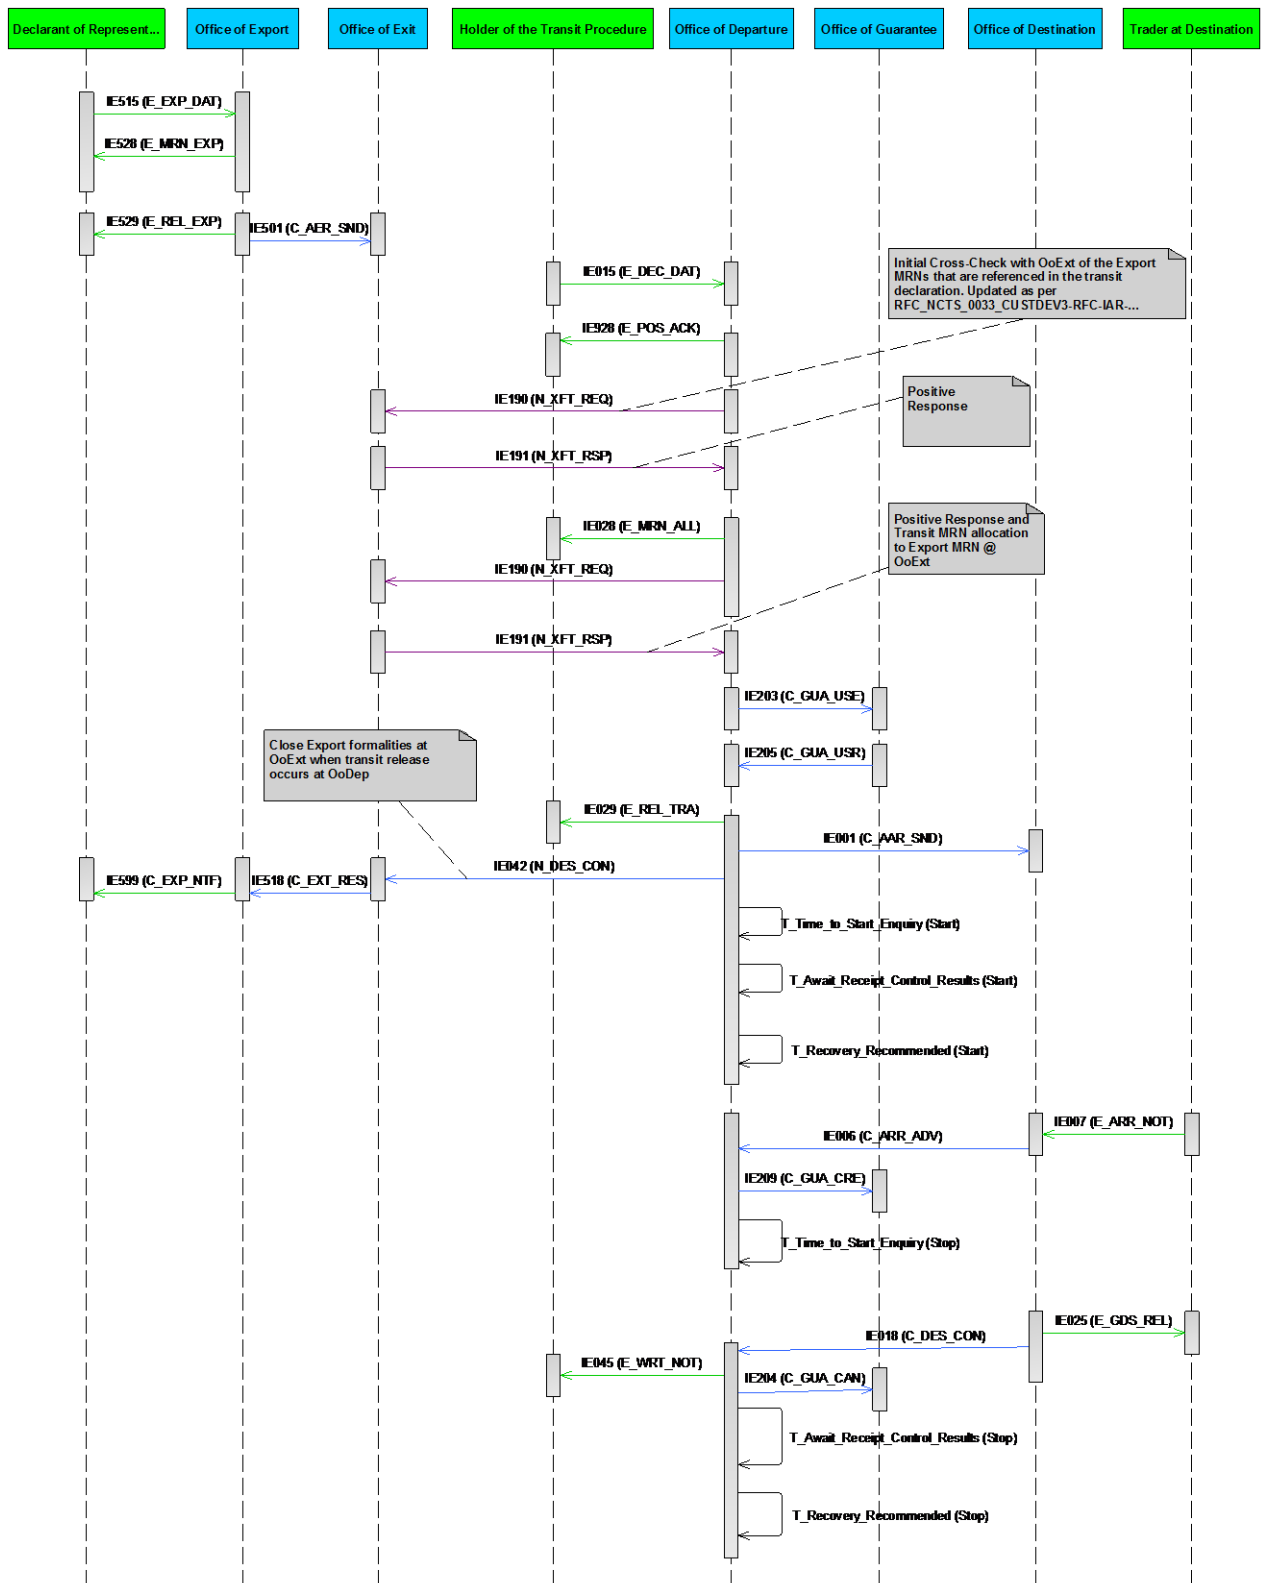 Declarant of Represent...
Office of Export
Office of Exit
Holder of the Transit Procedure
Office of Departure
Office of Guarantee
Office of Destination
Trader at Destination
IE515 (E_EXP_DAT)
IE528 (E_MRN_EXP)
IE529 (E_REL_EXP)
IE501 (C_AER_SND)
IE015 (E_DEC_DAT)
Initial Cross-Check with OoExt of the Export
MRNs that are referenced in the transit
declaration. Updated as per
RFC_NCTS_0033_CUSTDEV3-RFC-IAR-...
IE928 (E_POS_ACK)
IE190 (N_XFT_REQ)
Positive
Response
IE191 (N_XFT_RSP)
Positive Response and
Transit MRN allocation
to Export MRN @
OoExt
IE028 (E_MRN_ALL)
IE190 (N_XFT_REQ)
IE191 (N_XFT_RSP)
IE203 (C_GUA_USE)
Close Export formalities at
OoExt when transit release
occurs at OoDep
IE205 (C_GUA_USR)
IE029 (E_REL_TRA)
IE001 (C_AAR_SND)
IE042 (N_DES_CON)
IE599 (C_EXP_NTF)
IE518 (C_EXT_RES)
T_Time_to_Start_Enquiry (Start)
T_Await_Receipt_Control_Results (Start)
T_Recovery_Recommended (Start)
IE007 (E_ARR_NOT)
IE006 (C_ARR_ADV)
IE209 (C_GUA_CRE)
T_Time_to_Start_Enquiry (Stop)
IE025 (E_GDS_REL)
IE018 (C_DES_CON)
IE045 (E_WRT_NOT)
IE204 (C_GUA_CAN)
T_Await_Receipt_Control_Results (Stop)
T_Recovery_Recommended (Stop)